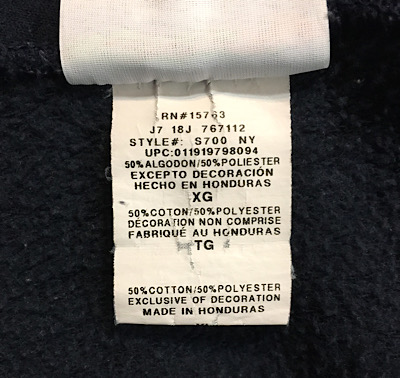 RN#15763
J7 18J 767112
STYLE#: S700 NY
UPC:011919798094
50%ALGODON/50%POLIESTER
EXCEPTO DECORACIÓN
HECHO EN HONDURAS
XG
50%COTON/50%POLYESTER
DÉCORATION NON COMPRISE
FABRIQUÉ AU HONDURAS
TG
50%COTTON/50%POLYESTER
EXCLUSIVE OF DECORATION
MADE IN HONDURAS